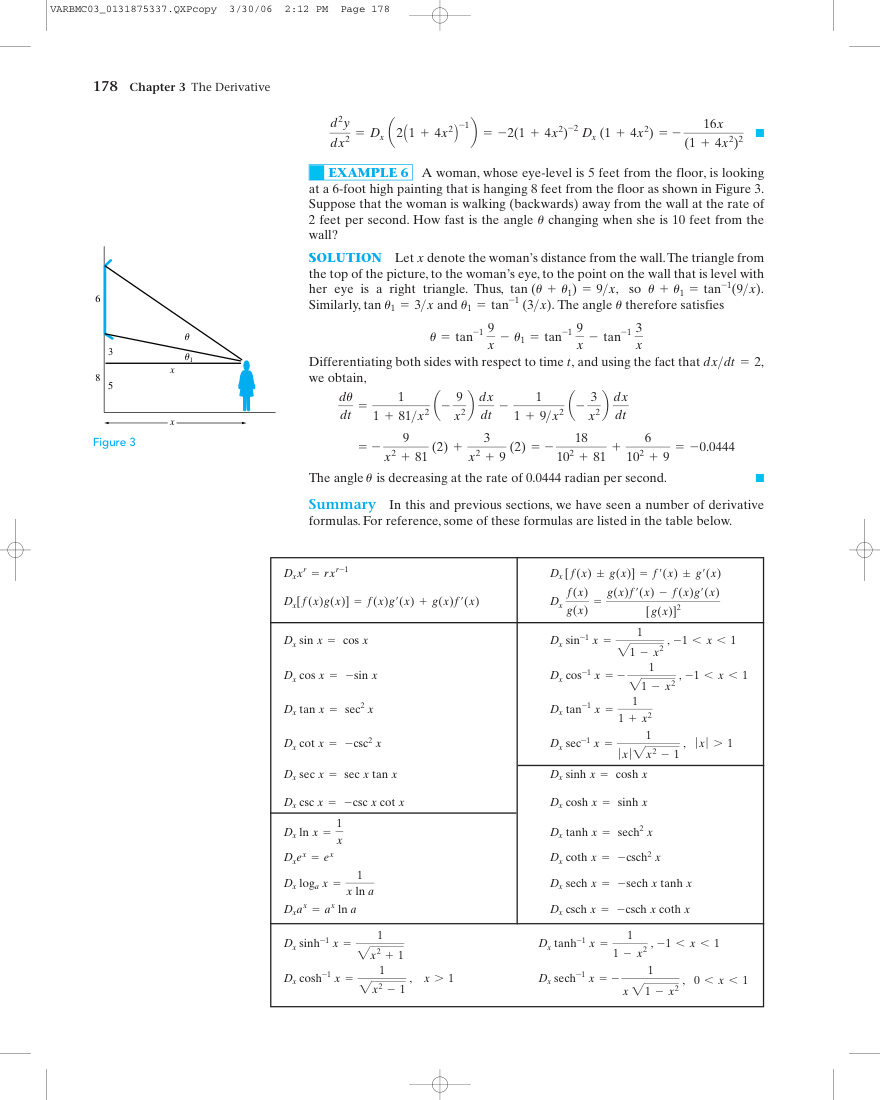 VARBMC03_0131875337.QXPcopy 3/30/06 2:12 PM Page 178
178 Chapter 3 The Derivative
d²y/dx² = Dₓ (2(1 + 4x²)⁻¹) = −2(1 + 4x²)⁻² Dₓ (1 + 4x²) = −16x/(1 + 4x²)²
EXAMPLE 6 A woman, whose eye-level is 5 feet from the floor, is looking
at a 6-foot high painting that is hanging 8 feet from the floor as shown in Figure 3.
Suppose that the woman is walking (backwards) away from the wall at the rate of
2 feet per second. How fast is the angle θ changing when she is 10 feet from the
wall?
SOLUTION Let x denote the woman's distance from the wall. The triangle from
the top of the picture, to the woman's eye, to the point on the wall that is level with
her eye is a right triangle. Thus, tan (θ + θ₁) = 9/x, so θ + θ₁ = tan⁻¹(9/x).
Similarly, tan θ₁ = 3/x and θ₁ = tan⁻¹ (3/x). The angle θ therefore satisfies
θ = tan⁻¹ 9/x − θ₁ = tan⁻¹ 9/x − tan⁻¹ 3/x
Differentiating both sides with respect to time t, and using the fact that dx/dt = 2,
we obtain,
dθ/dt = 1/(1 + 81/x²) (−9/x²) dx/dt − 1/(1 + 9/x²) (−3/x²) dx/dt
= −9/(x² + 81) (2) + 3/(x² + 9) (2) = −18/(10² + 81) + 6/(10² + 9) = −0.0444
The angle θ is decreasing at the rate of 0.0444 radian per second.
6
θ
3
θ₁
x
8
5
x
Figure 3
Summary In this and previous sections, we have seen a number of derivative
formulas. For reference, some of these formulas are listed in the table below.
Dₓxʳ = rxʳ⁻¹
Dₓ[f(x)g(x)] = f(x)g′(x) + g(x)f′(x)
Dₓ[f(x) ± g(x)] = f′(x) ± g′(x)
Dₓ f(x)/g(x) = (g(x)f′(x) − f(x)g′(x))/[g(x)]²
Dₓ sin x = cos x
Dₓ cos x = −sin x
Dₓ tan x = sec² x
Dₓ cot x = −csc² x
Dₓ sec x = sec x tan x
Dₓ csc x = −csc x cot x
Dₓ ln x = 1/x
Dₓeˣ = eˣ
Dₓ logₐ x = 1/(x ln a)
Dₓaˣ = aˣ ln a
Dₓ sin⁻¹ x = 1/√(1 − x²), −1 < x < 1
Dₓ cos⁻¹ x = −1/√(1 − x²), −1 < x < 1
Dₓ tan⁻¹ x = 1/(1 + x²)
Dₓ sec⁻¹ x = 1/(|x|√(x² − 1)), |x| > 1
Dₓ sinh x = cosh x
Dₓ cosh x = sinh x
Dₓ tanh x = sech² x
Dₓ coth x = −csch² x
Dₓ sech x = −sech x tanh x
Dₓ csch x = −csch x coth x
Dₓ sinh⁻¹ x = 1/√(x² + 1)
Dₓ cosh⁻¹ x = 1/√(x² − 1), x > 1
Dₓ tanh⁻¹ x = 1/(1 − x²), −1 < x < 1
Dₓ sech⁻¹ x = −1/(x√(1 − x²)), 0 < x < 1